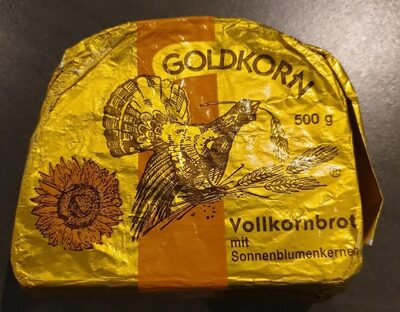 GOLDKORN
500 g
Vollkornbrot
mit
Sonnenblumenkernen